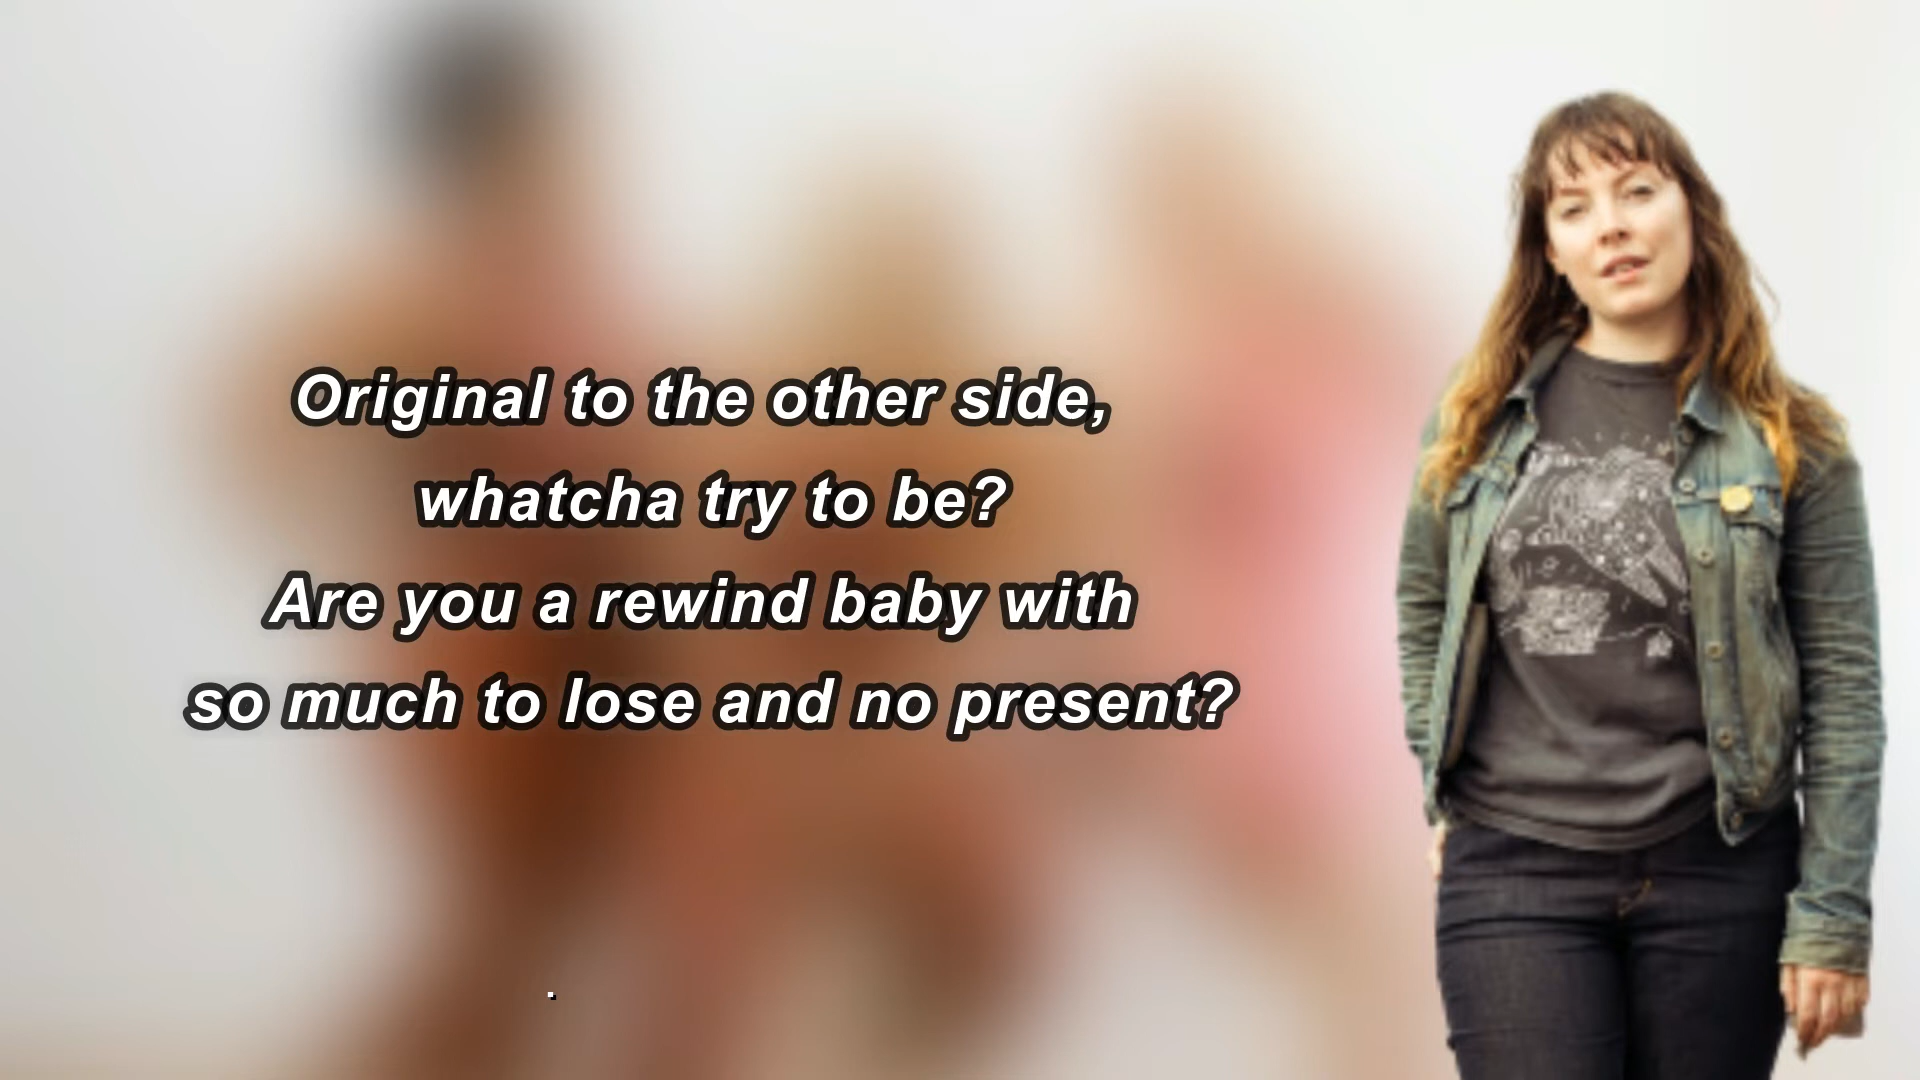 Original to the other side,
whatcha try to be?
Are you a rewind baby with
so much to lose and no present?